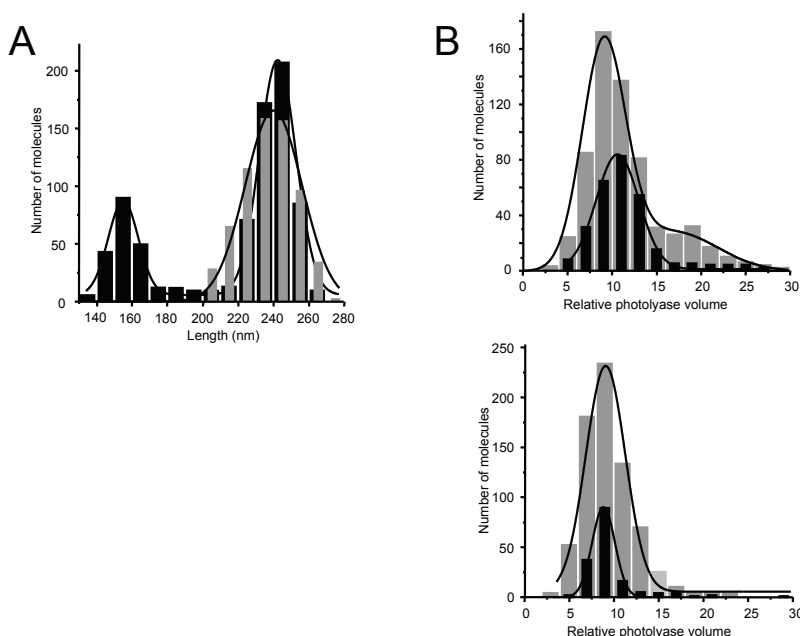 A
Number of molecules
200
150
100
50
0
140 160 180 200 220 240 260 280
Length (nm)
B
Number of molecules
160
120
80
40
0
0 5 10 15 20 25 30
Relative photolyase volume
Number of molecules
250
200
150
100
50
0
0 5 10 15 20 25 30
Relative photolyase volume